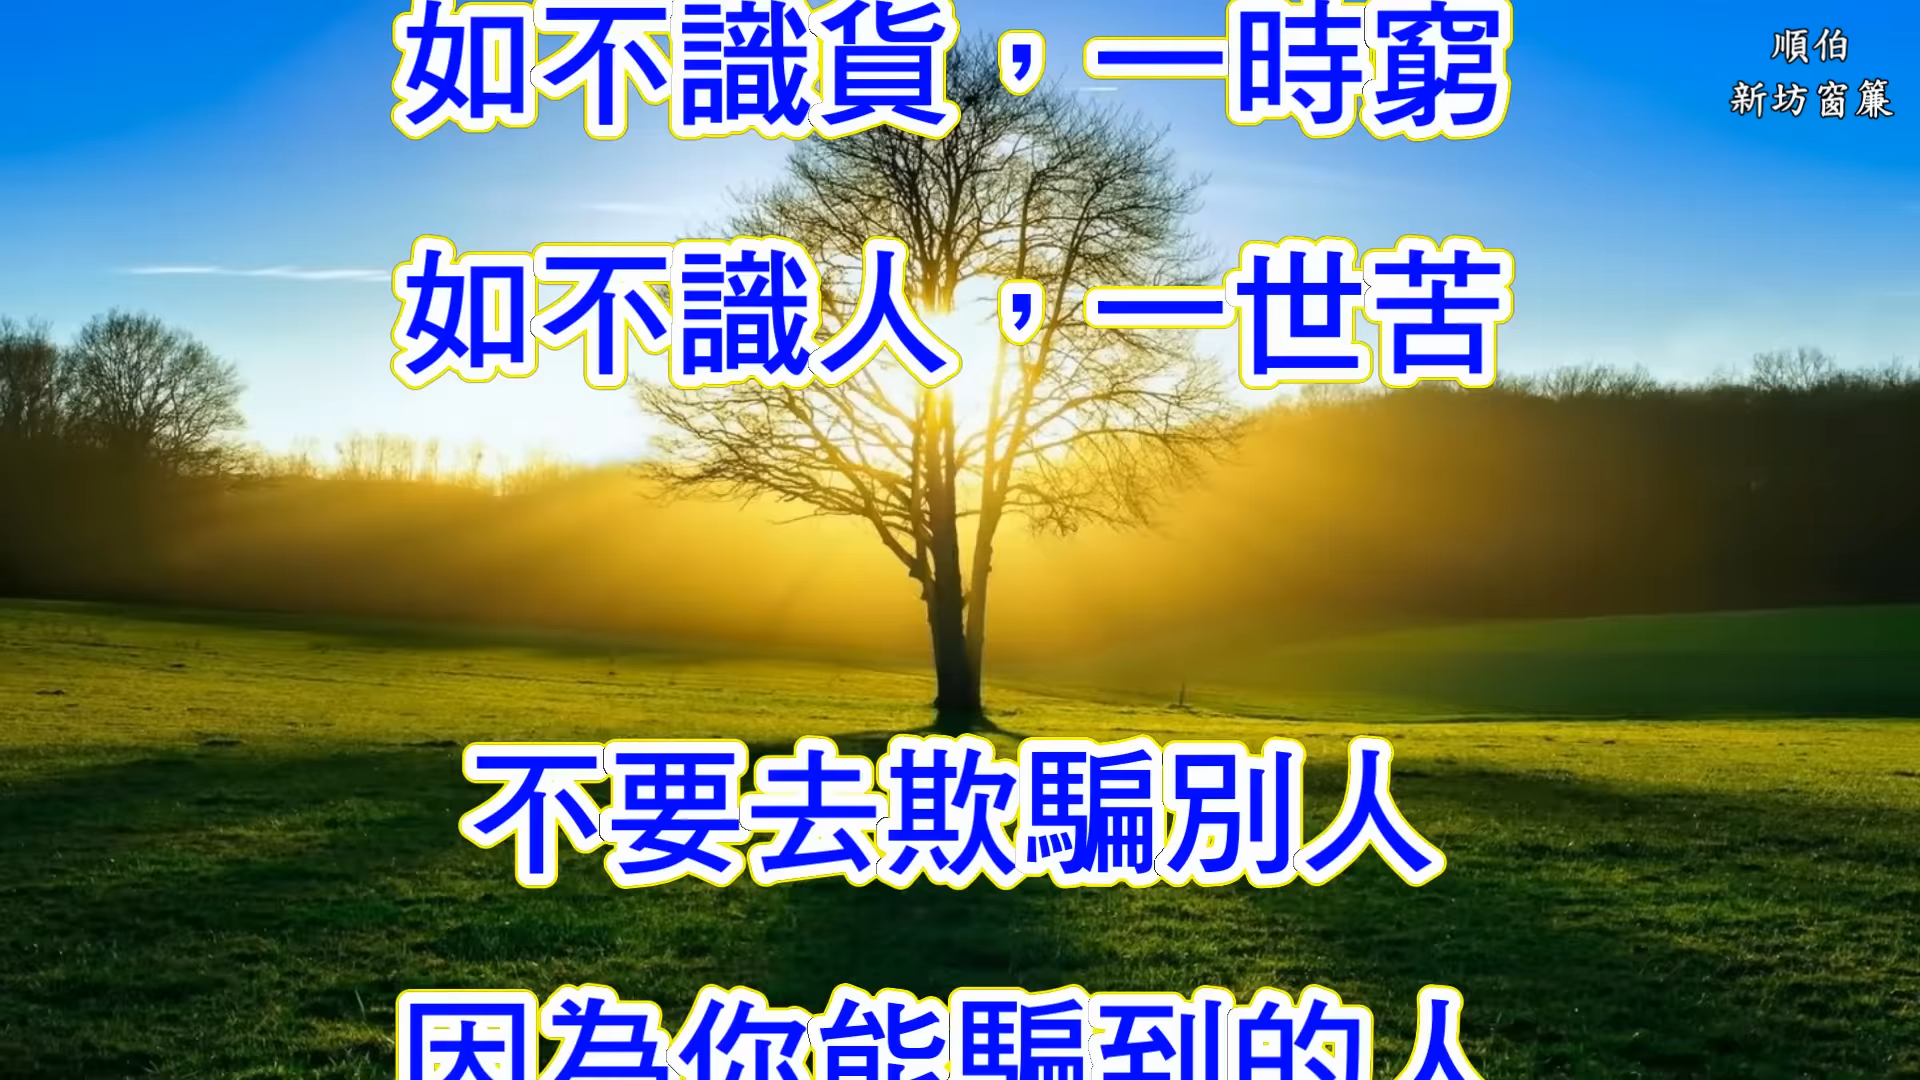 如不識貨，一時窮
順伯
新坊窗簾
如不識人，一世苦
不要去欺騙別人
因為你能騙到的人